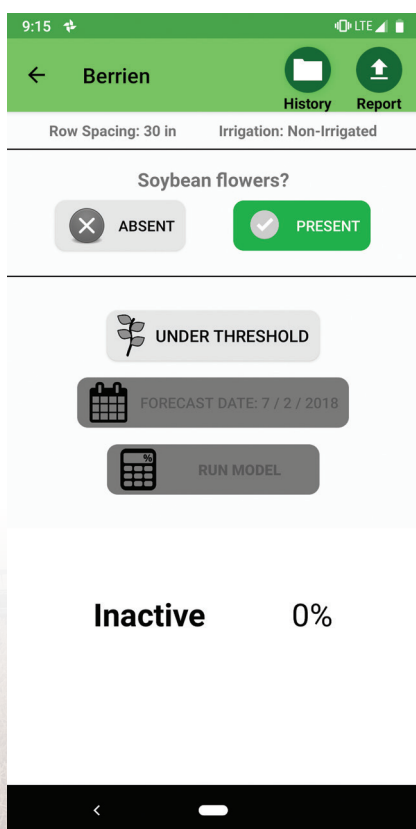 9:15 LTE
Berrien
History Report
Row Spacing: 30 in Irrigation: Non-Irrigated
Soybean flowers?
ABSENT PRESENT
UNDER THRESHOLD
FORECAST DATE: 7 / 2 / 2018
% RUN MODEL
Inactive 0%